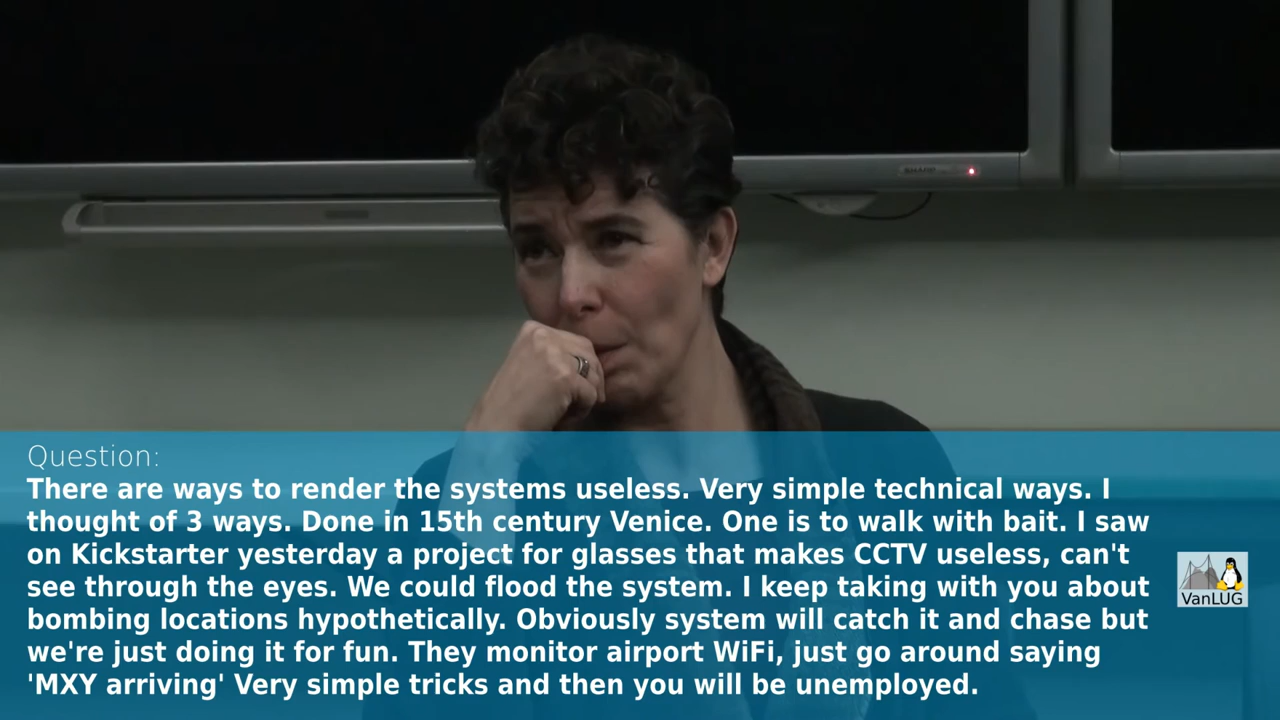 SHARP
Question:
There are ways to render the systems useless. Very simple technical ways. I
thought of 3 ways. Done in 15th century Venice. One is to walk with bait. I saw
on Kickstarter yesterday a project for glasses that makes CCTV useless, can't
see through the eyes. We could flood the system. I keep taking with you about
bombing locations hypothetically. Obviously system will catch it and chase but
we're just doing it for fun. They monitor airport WiFi, just go around saying
'MXY arriving' Very simple tricks and then you will be unemployed.
VanLUG